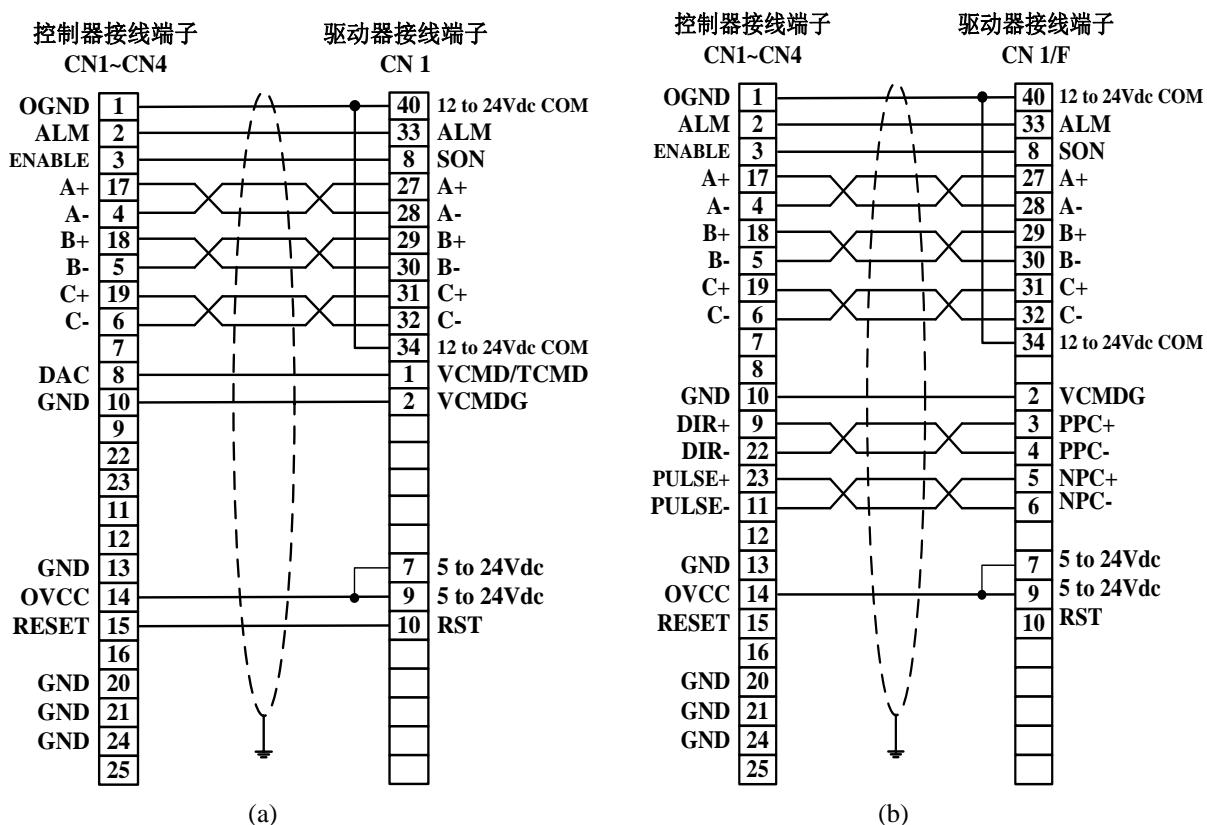 控制器接线端子 驱动器接线端子
CN1~CN4 CN 1
OGND 1 40 12 to 24Vdc COM
ALM 2 33 ALM
ENABLE 3 8 SON
A+ 17 27 A+
A- 4 28 A-
B+ 18 29 B+
B- 5 30 B-
C+ 19 31 C+
C- 6 32 C-
7 34 12 to 24Vdc COM
DAC 8 1 VCMD/TCMD
GND 10 2 VCMDG
9
22
23
11
12
GND 13 7 5 to 24Vdc
OVCC 14 9 5 to 24Vdc
RESET 15 10 RST
16
GND 20
GND 21
GND 24
25
(a)
控制器接线端子 驱动器接线端子
CN1~CN4 CN 1/F
OGND 1 40 12 to 24Vdc COM
ALM 2 33 ALM
ENABLE 3 8 SON
A+ 17 27 A+
A- 4 28 A-
B+ 18 29 B+
B- 5 30 B-
C+ 19 31 C+
C- 6 32 C-
7 34 12 to 24Vdc COM
8
GND 10 2 VCMDG
DIR+ 9 3 PPC+
DIR- 22 4 PPC-
PULSE+ 23 5 NPC+
PULSE- 11 6 NPC-
12
GND 13 7 5 to 24Vdc
OVCC 14 9 5 to 24Vdc
RESET 15 10 RST
16
GND 20
GND 21
GND 24
25
(b)